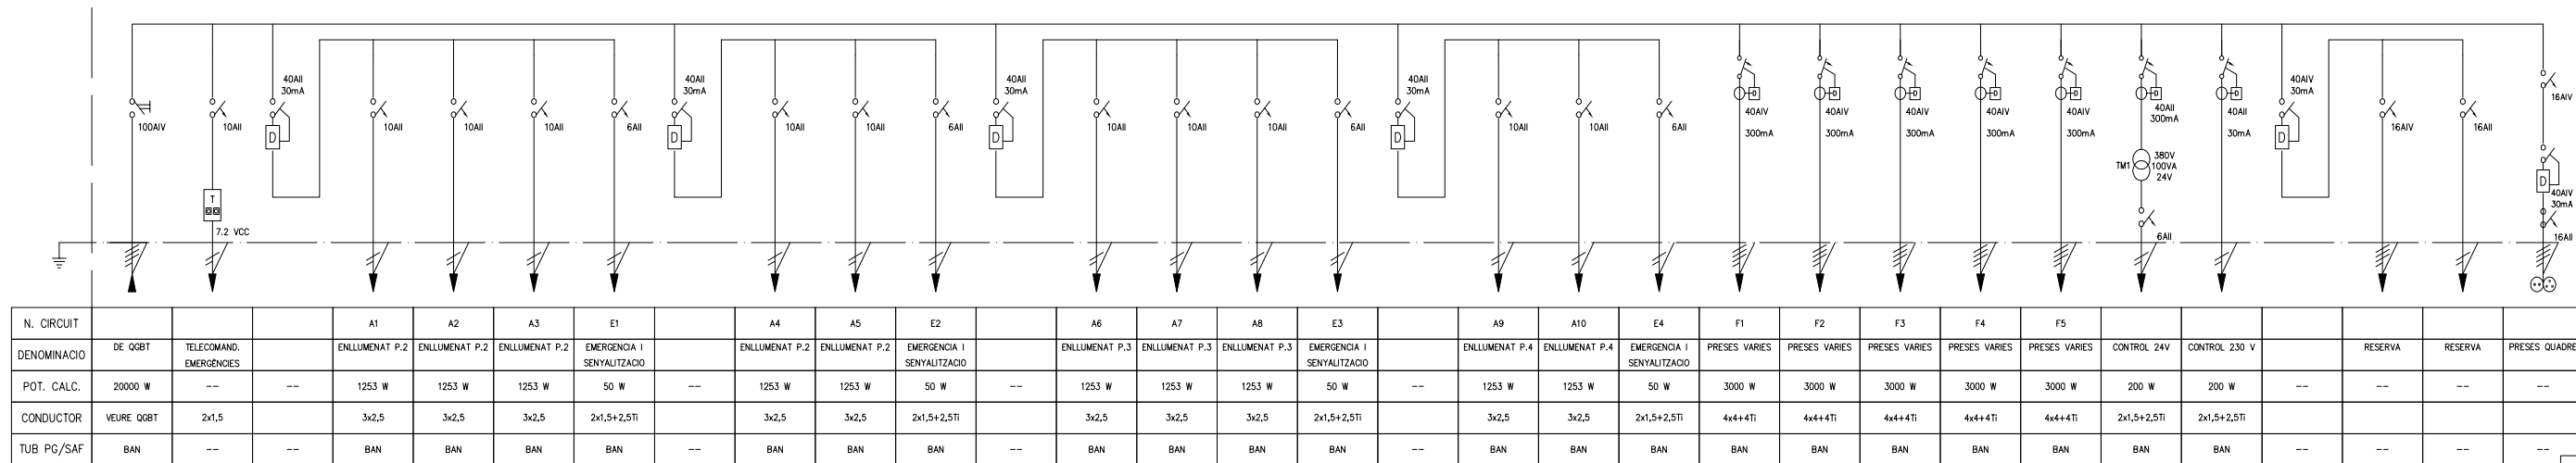 40AII 40AII 40AII 40AII 40AIV
30mA 30mA 30mA 30mA 30mA
16AIV
100AIV 10AII D 10AII 10AII 10AII 6AII D 10AII 10AII 6AII D 10AII 10AII 10AII 6AII D 10AII 10AII 6AII
D D D D D D D
40AIV 40AIV 40AIV 40AIV 40AIV 40AII 40AII D 16AIV 16AII
300mA 300mA 300mA 300mA 300mA 300mA 30mA
TM1 380V
100VA
24V
T
7.2 VCC
6AII
D
40AIV
30mA
16AII
N. CIRCUIT A1 A2 A3 E1 A4 A5 E2 A6 A7 A8 E3 A9 A10 E4 F1 F2 F3 F4 F5
DENOMINACIO DE QGBT TELECOMAND. ENLLUMENAT P.2 ENLLUMENAT P.2 ENLLUMENAT P.2 EMERGENCIA I ENLLUMENAT P.2 ENLLUMENAT P.2 EMERGENCIA I ENLLUMENAT P.3 ENLLUMENAT P.3 ENLLUMENAT P.3 EMERGENCIA I ENLLUMENAT P.4 ENLLUMENAT P.4 EMERGENCIA I PRESES VARIES PRESES VARIES PRESES VARIES PRESES VARIES PRESES VARIES CONTROL 24V CONTROL 230 V RESERVA RESERVA PRESES QUADRE
EMERGÈNCIES SENYALITZACIO SENYALITZACIO SENYALITZACIO SENYALITZACIO
POT. CALC. 20000 W -- -- 1253 W 1253 W 1253 W 50 W -- 1253 W 1253 W 50 W -- 1253 W 1253 W 1253 W 50 W -- 1253 W 1253 W 50 W 3000 W 3000 W 3000 W 3000 W 3000 W 200 W 200 W -- -- -- --
CONDUCTOR VEURE QGBT 2x1,5 3x2,5 3x2,5 3x2,5 2x1,5+2,5Ti 3x2,5 3x2,5 2x1,5+2,5Ti 3x2,5 3x2,5 3x2,5 2x1,5+2,5Ti 3x2,5 3x2,5 2x1,5+2,5Ti 4x4+4Ti 4x4+4Ti 4x4+4Ti 4x4+4Ti 4x4+4Ti 2x1,5+2,5Ti 2x1,5+2,5Ti
TUB PG/SAF BAN -- -- BAN BAN BAN BAN -- BAN BAN BAN -- BAN BAN BAN BAN -- BAN BAN BAN BAN BAN BAN BAN BAN BAN BAN -- -- -- --